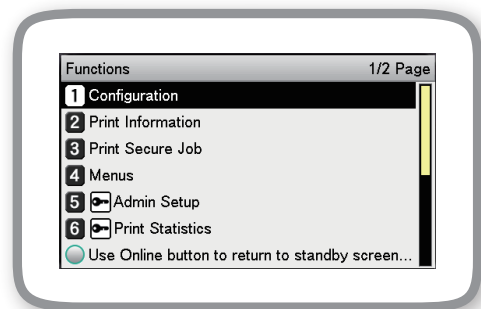 Functions 1/2 Page
1 Configuration
2 Print Information
3 Print Secure Job
4 Menus
5 Admin Setup
6 Print Statistics
Use Online button to return to standby screen...